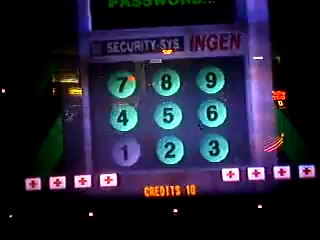 PASSWORD...
SECURITY-SYS INGEN
7 8 9
4 5 6
1 2 3
CREDITS 10